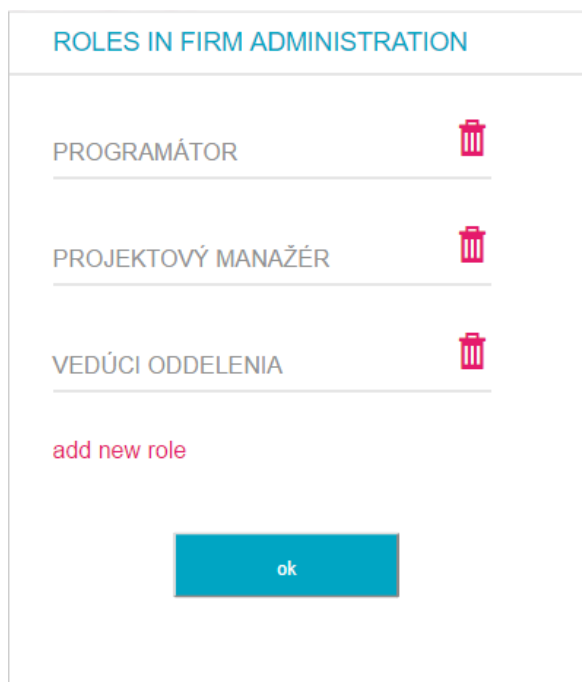 ROLES IN FIRM ADMINISTRATION
PROGRAMÁTOR
PROJEKTOVÝ MANAŽÉR
VEDÚCI ODDELENIA
add new role
ok